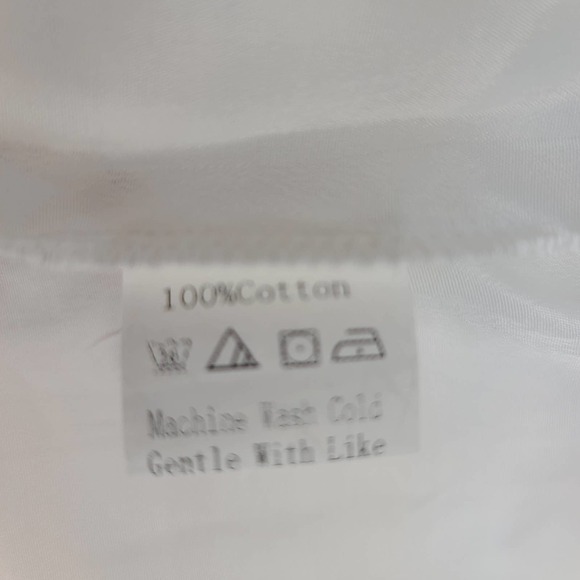 100%Cotton
Machine Wash Cold
Gentle With Like